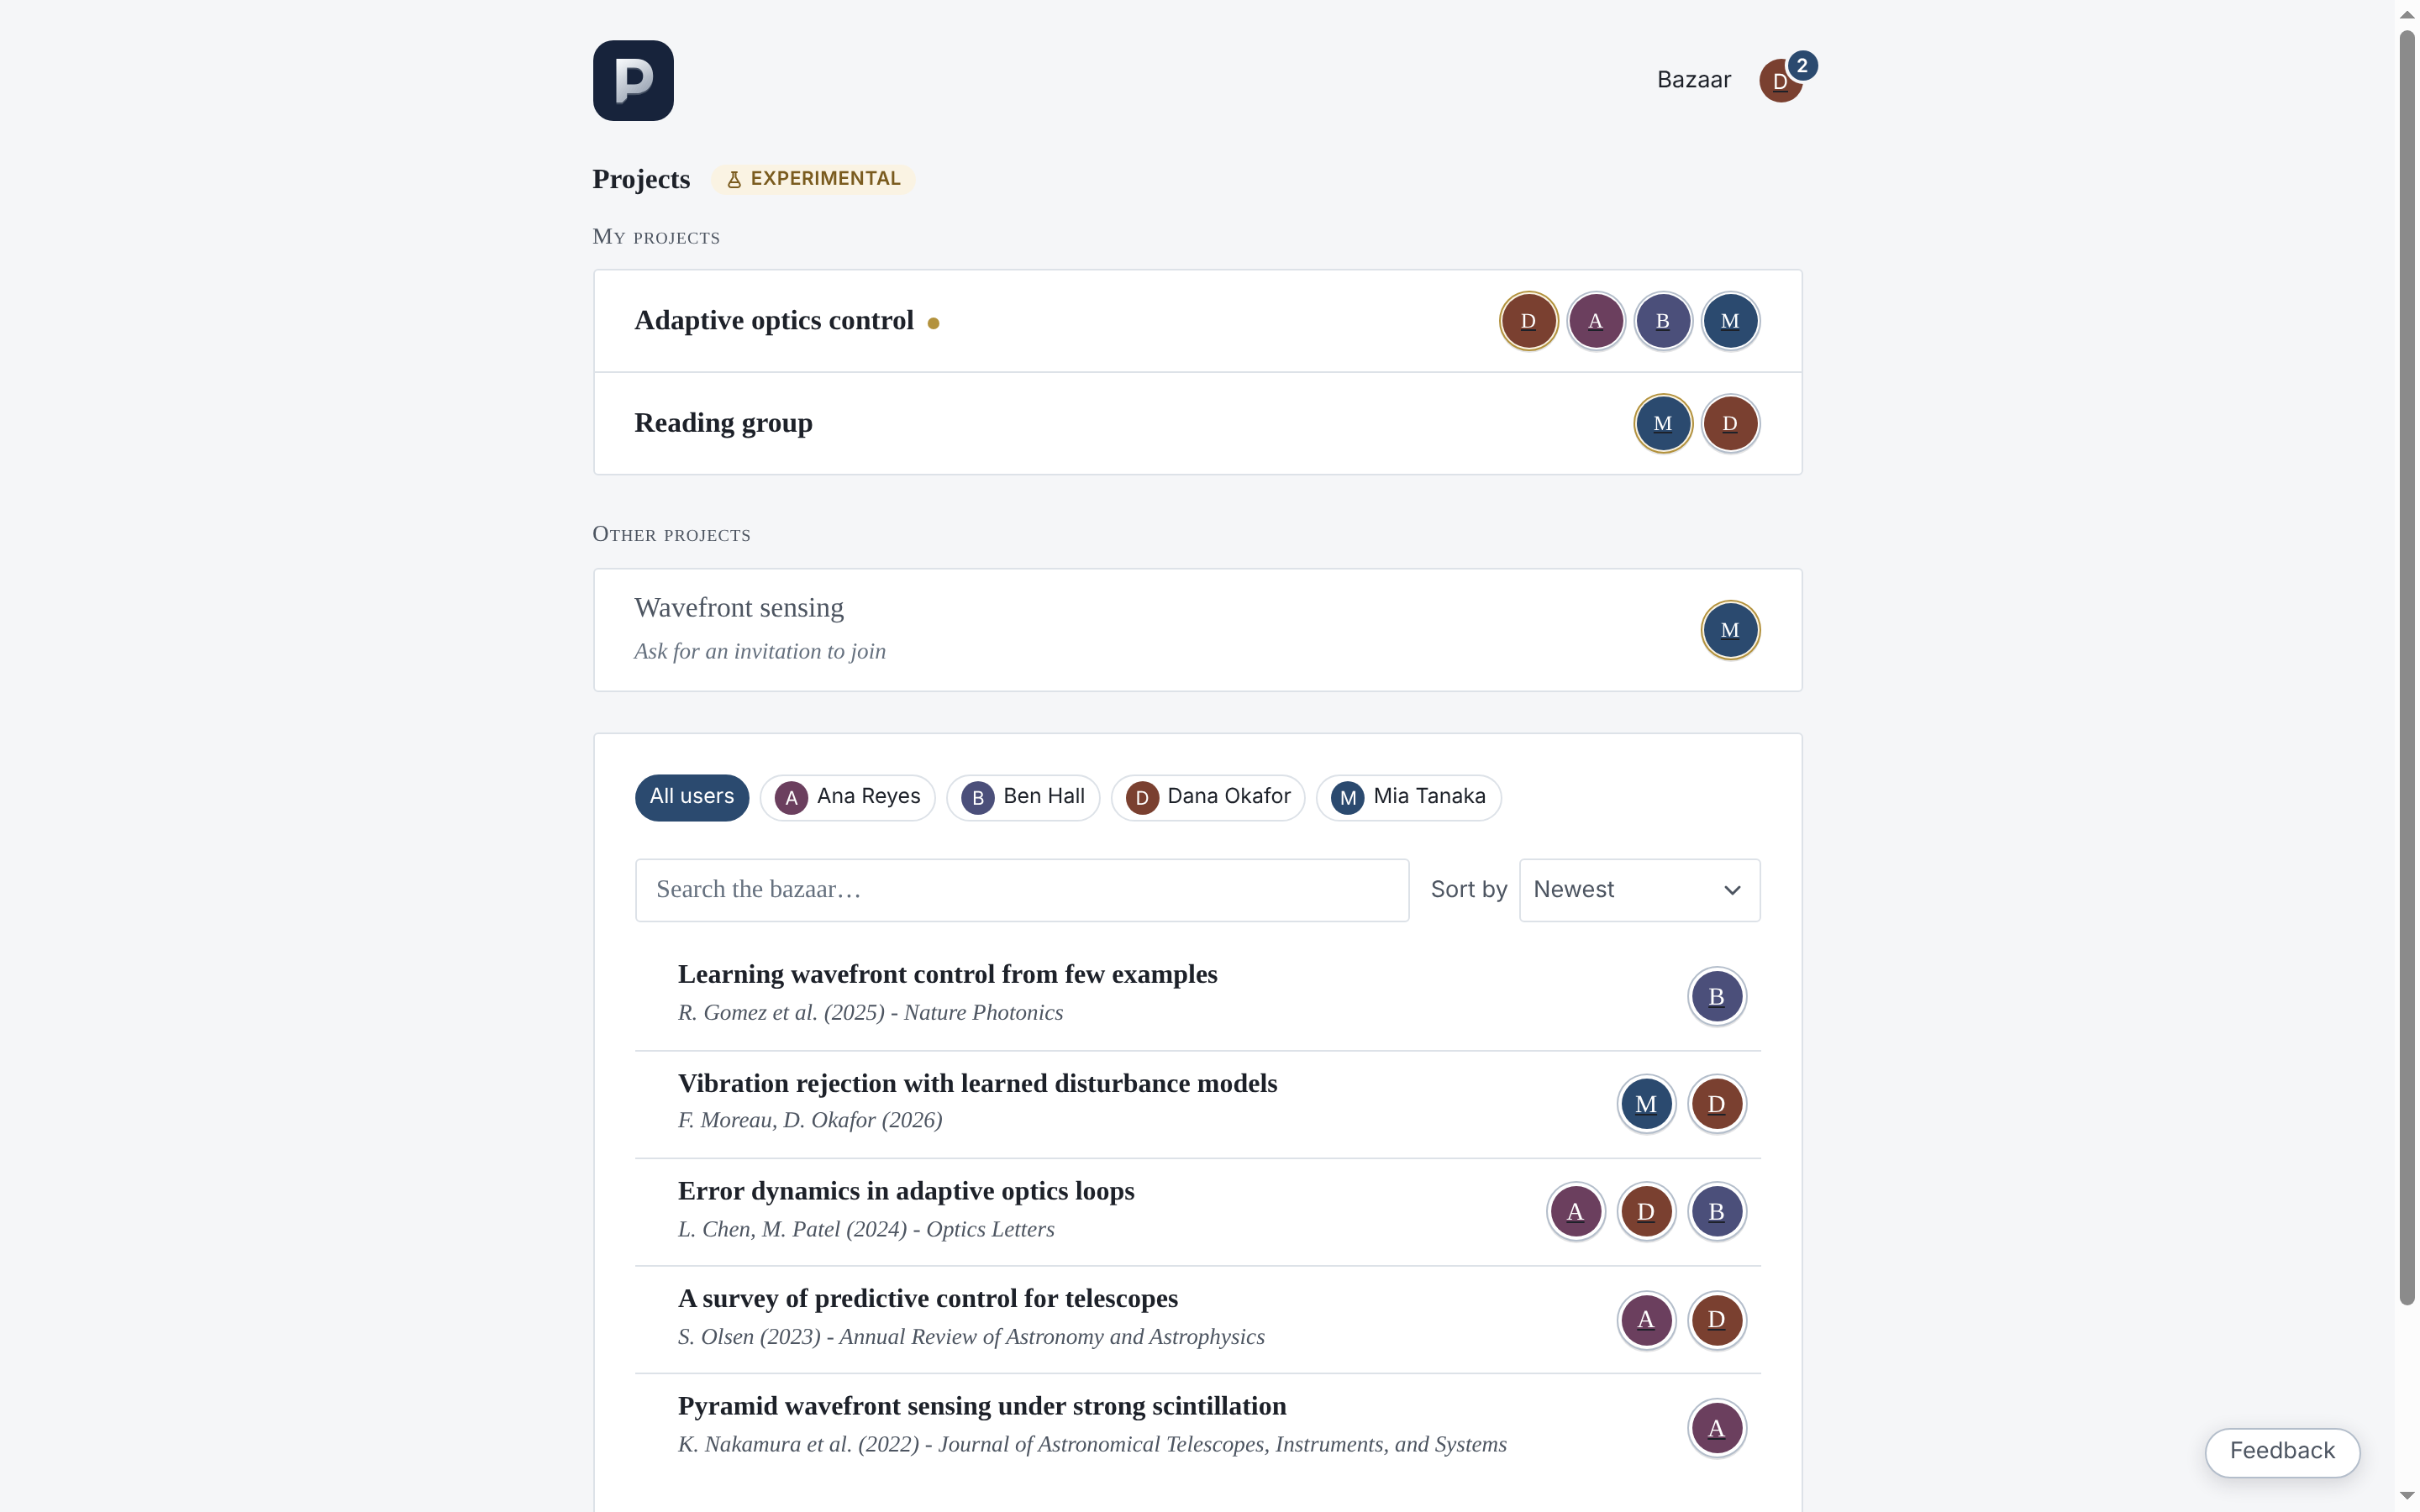 P
Bazaar D 2
Projects EXPERIMENTAL
My projects
Adaptive optics control D A B M
Reading group M D
Other projects
Wavefront sensing
Ask for an invitation to join
M
All users A Ana Reyes B Ben Hall D Dana Okafor M Mia Tanaka
Search the bazaar… Sort by Newest
Learning wavefront control from few examples
R. Gomez et al. (2025) - Nature Photonics
B
Vibration rejection with learned disturbance models
F. Moreau, D. Okafor (2026)
M D
Error dynamics in adaptive optics loops
L. Chen, M. Patel (2024) - Optics Letters
A D B
A survey of predictive control for telescopes
S. Olsen (2023) - Annual Review of Astronomy and Astrophysics
A D
Pyramid wavefront sensing under strong scintillation
K. Nakamura et al. (2022) - Journal of Astronomical Telescopes, Instruments, and Systems
A
Feedback